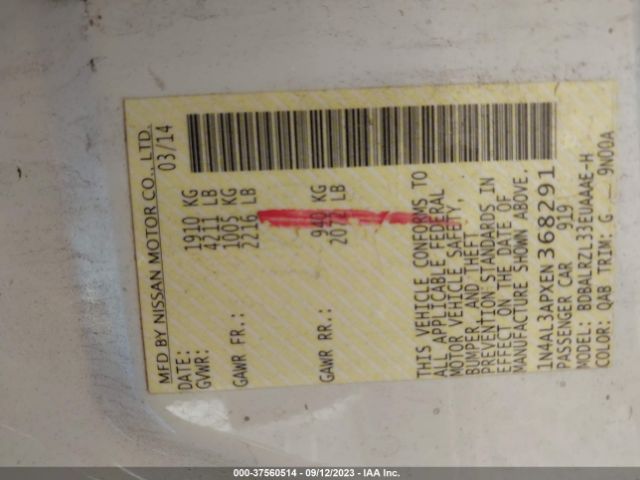 MFD BY NISSAN MOTOR CO., LTD.
DATE: 03/14
GVWR: 1910 KG
4211 LB
GAWR FR.: 1005 KG
2216 LB
GAWR RR.: 940 KG
LB
THIS VEHICLE CONFORMS TO
ALL APPLICABLE FEDERAL
MOTOR VEHICLE SAFETY,
BUMPER, AND THEFT
PREVENTION STANDARDS IN
EFFECT ON THE DATE OF
MANUFACTURE SHOWN ABOVE.
1N4AL3APXEN368291
PASSENGER CAR 919
MODEL: BDBALRZL33EUAAAE-H
COLOR: QAB TRIM: G 9N00A
000-37560514 - 09/12/2023 - IAA Inc.